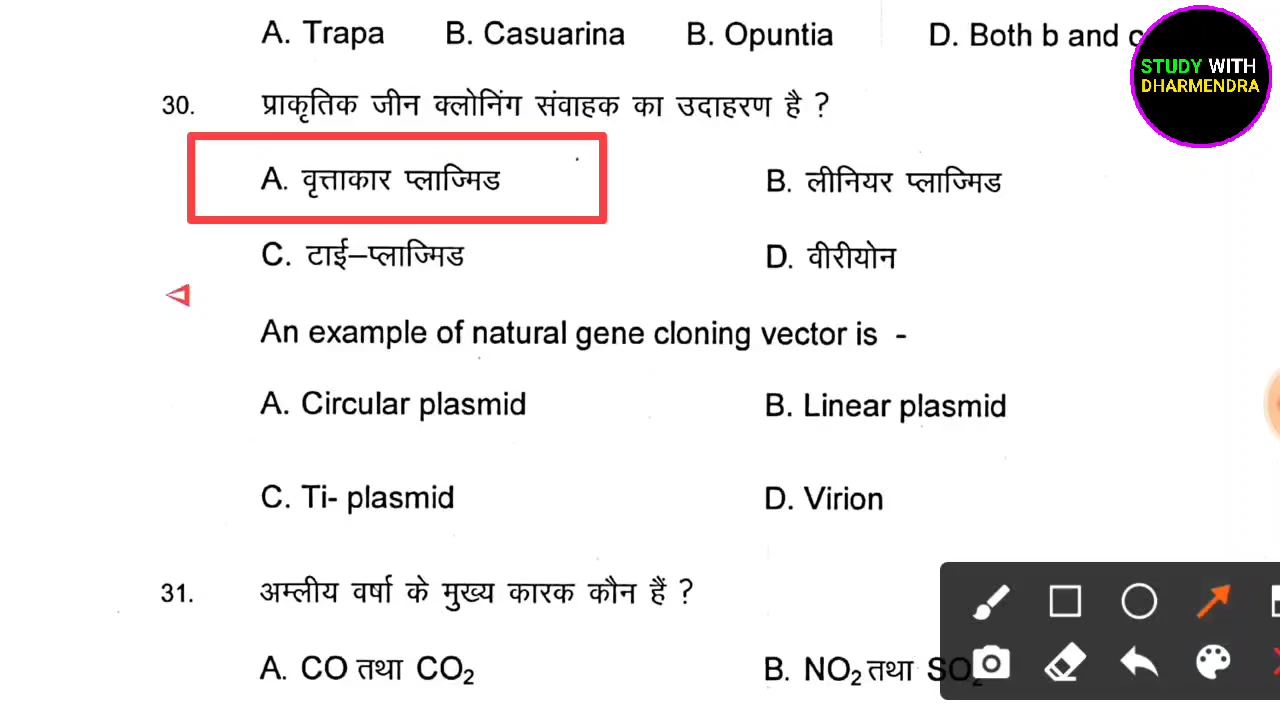 A. Trapa B. Casuarina B. Opuntia D. Both b and c
STUDY WITH
DHARMENDRA
30. प्राकृतिक जीन क्लोनिंग संवाहक का उदाहरण है ?
A. वृत्ताकार प्लाज्मिड B. लीनियर प्लाज्मिड
C. टाई–प्लाज्मिड D. वीरीयोन
An example of natural gene cloning vector is -
A. Circular plasmid B. Linear plasmid
C. Ti- plasmid D. Virion
31. अम्लीय वर्षा के मुख्य कारक कौन हैं ?
A. CO तथा CO₂ B. NO₂ तथा SO₂